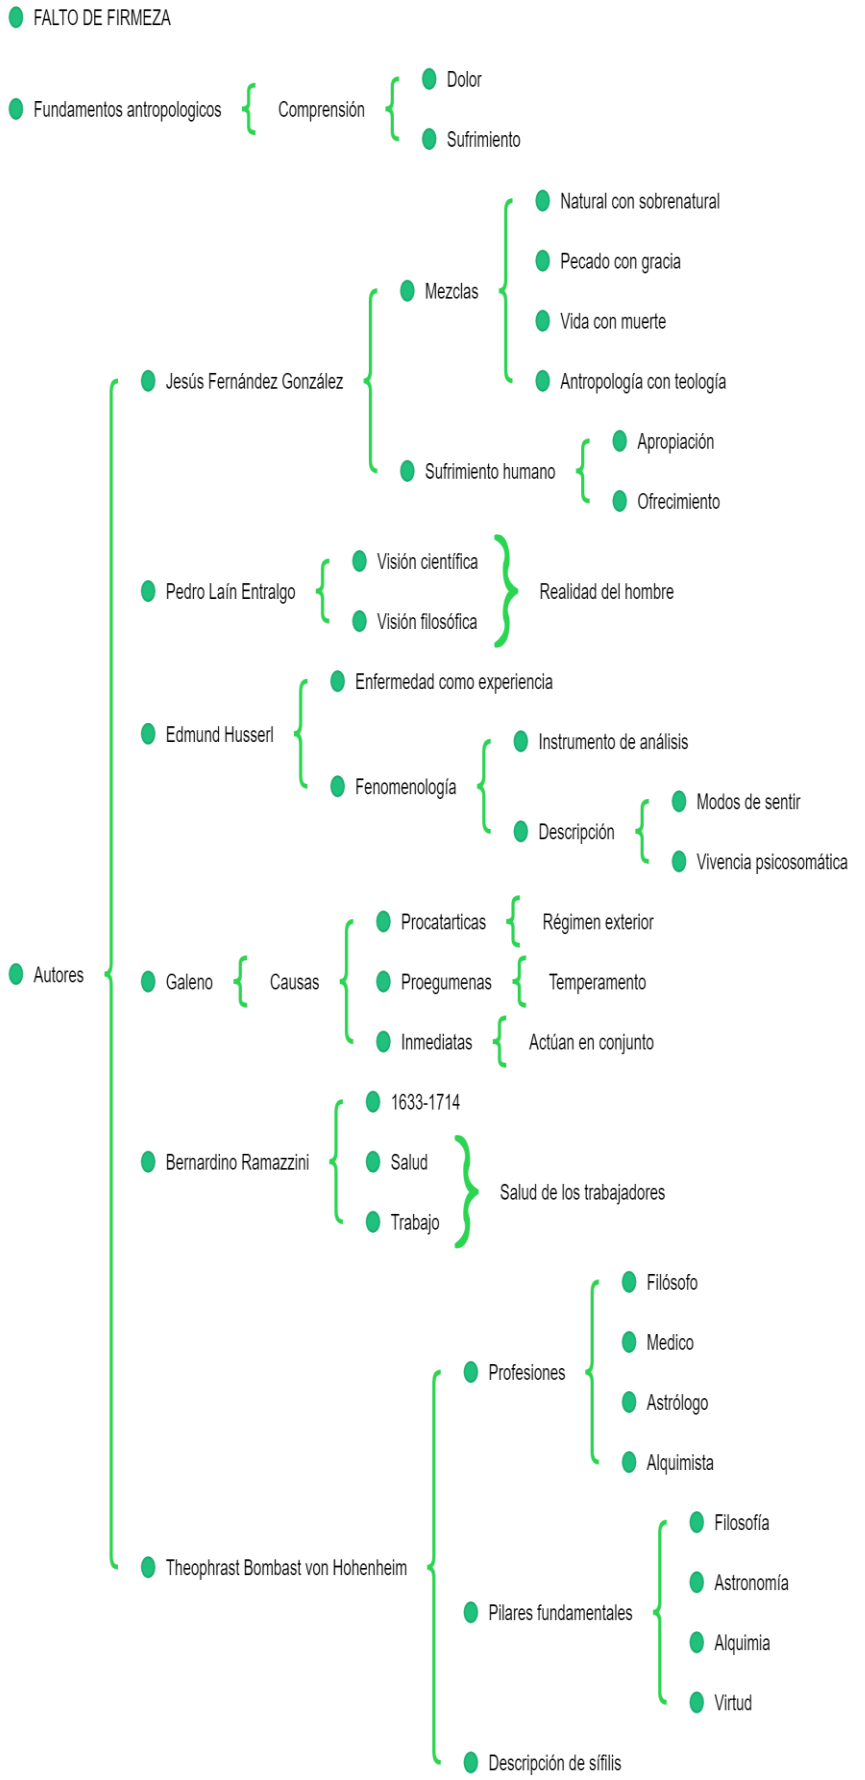 FALTO DE FIRMEZA
Fundamentos antropologicos
Comprensión
Dolor
Sufrimiento
Autores
Jesús Fernández González
Mezclas
Natural con sobrenatural
Pecado con gracia
Vida con muerte
Antropología con teología
Sufrimiento humano
Apropiación
Ofrecimiento
Pedro Laín Entralgo
Visión científica
Visión filosófica
Realidad del hombre
Edmund Husserl
Enfermedad como experiencia
Fenomenología
Instrumento de análisis
Descripción
Modos de sentir
Vivencia psicosomática
Galeno
Causas
Procatarticas
Régimen exterior
Proegumenas
Temperamento
Inmediatas
Actúan en conjunto
Bernardino Ramazzini
1633-1714
Salud
Trabajo
Salud de los trabajadores
Theophrast Bombast von Hohenheim
Profesiones
Filósofo
Medico
Astrólogo
Alquimista
Pilares fundamentales
Filosofía
Astronomía
Alquimia
Virtud
Descripción de sífilis